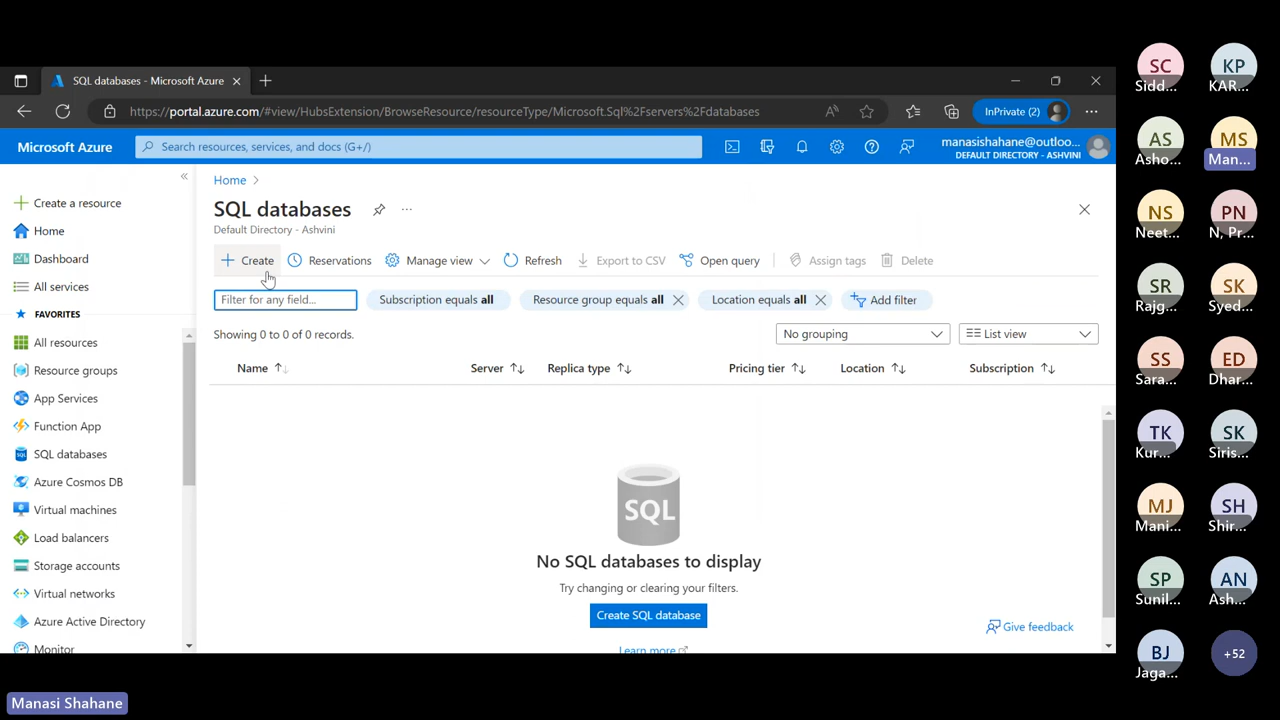 SQL databases - Microsoft Azure
https://portal.azure.com/#view/HubsExtension/BrowseResource/resourceType/Microsoft.Sql%2Fservers%2Fdatabases
InPrivate (2)
Microsoft Azure
Search resources, services, and docs (G+/)
manasishahane@outloo...
DEFAULT DIRECTORY - ASHVINI
Create a resource
Home
Dashboard
All services
FAVORITES
All resources
Resource groups
App Services
Function App
SQL databases
Azure Cosmos DB
Virtual machines
Load balancers
Storage accounts
Virtual networks
Azure Active Directory
Monitor
Home
SQL databases
Default Directory - Ashvini
Create Reservations Manage view Refresh Export to CSV Open query Assign tags Delete
Filter for any field... Subscription equals all Resource group equals all Location equals all Add filter
Showing 0 to 0 of 0 records. No grouping List view
Name Server Replica type Pricing tier Location Subscription
SQL
No SQL databases to display
Try changing or clearing your filters.
Create SQL database
Learn more
Give feedback
SC KP
Sidd... KAR...
AS MS
Asho... Man...
NS PN
Neet... N, Pr...
SR SK
Rajg... Syed...
SS ED
Sara... Dhar...
TK SK
Kur... Siris...
MJ SH
Mani... Shir...
SP AN
Sunil... Ash...
BJ +52
Jaga...
Manasi Shahane